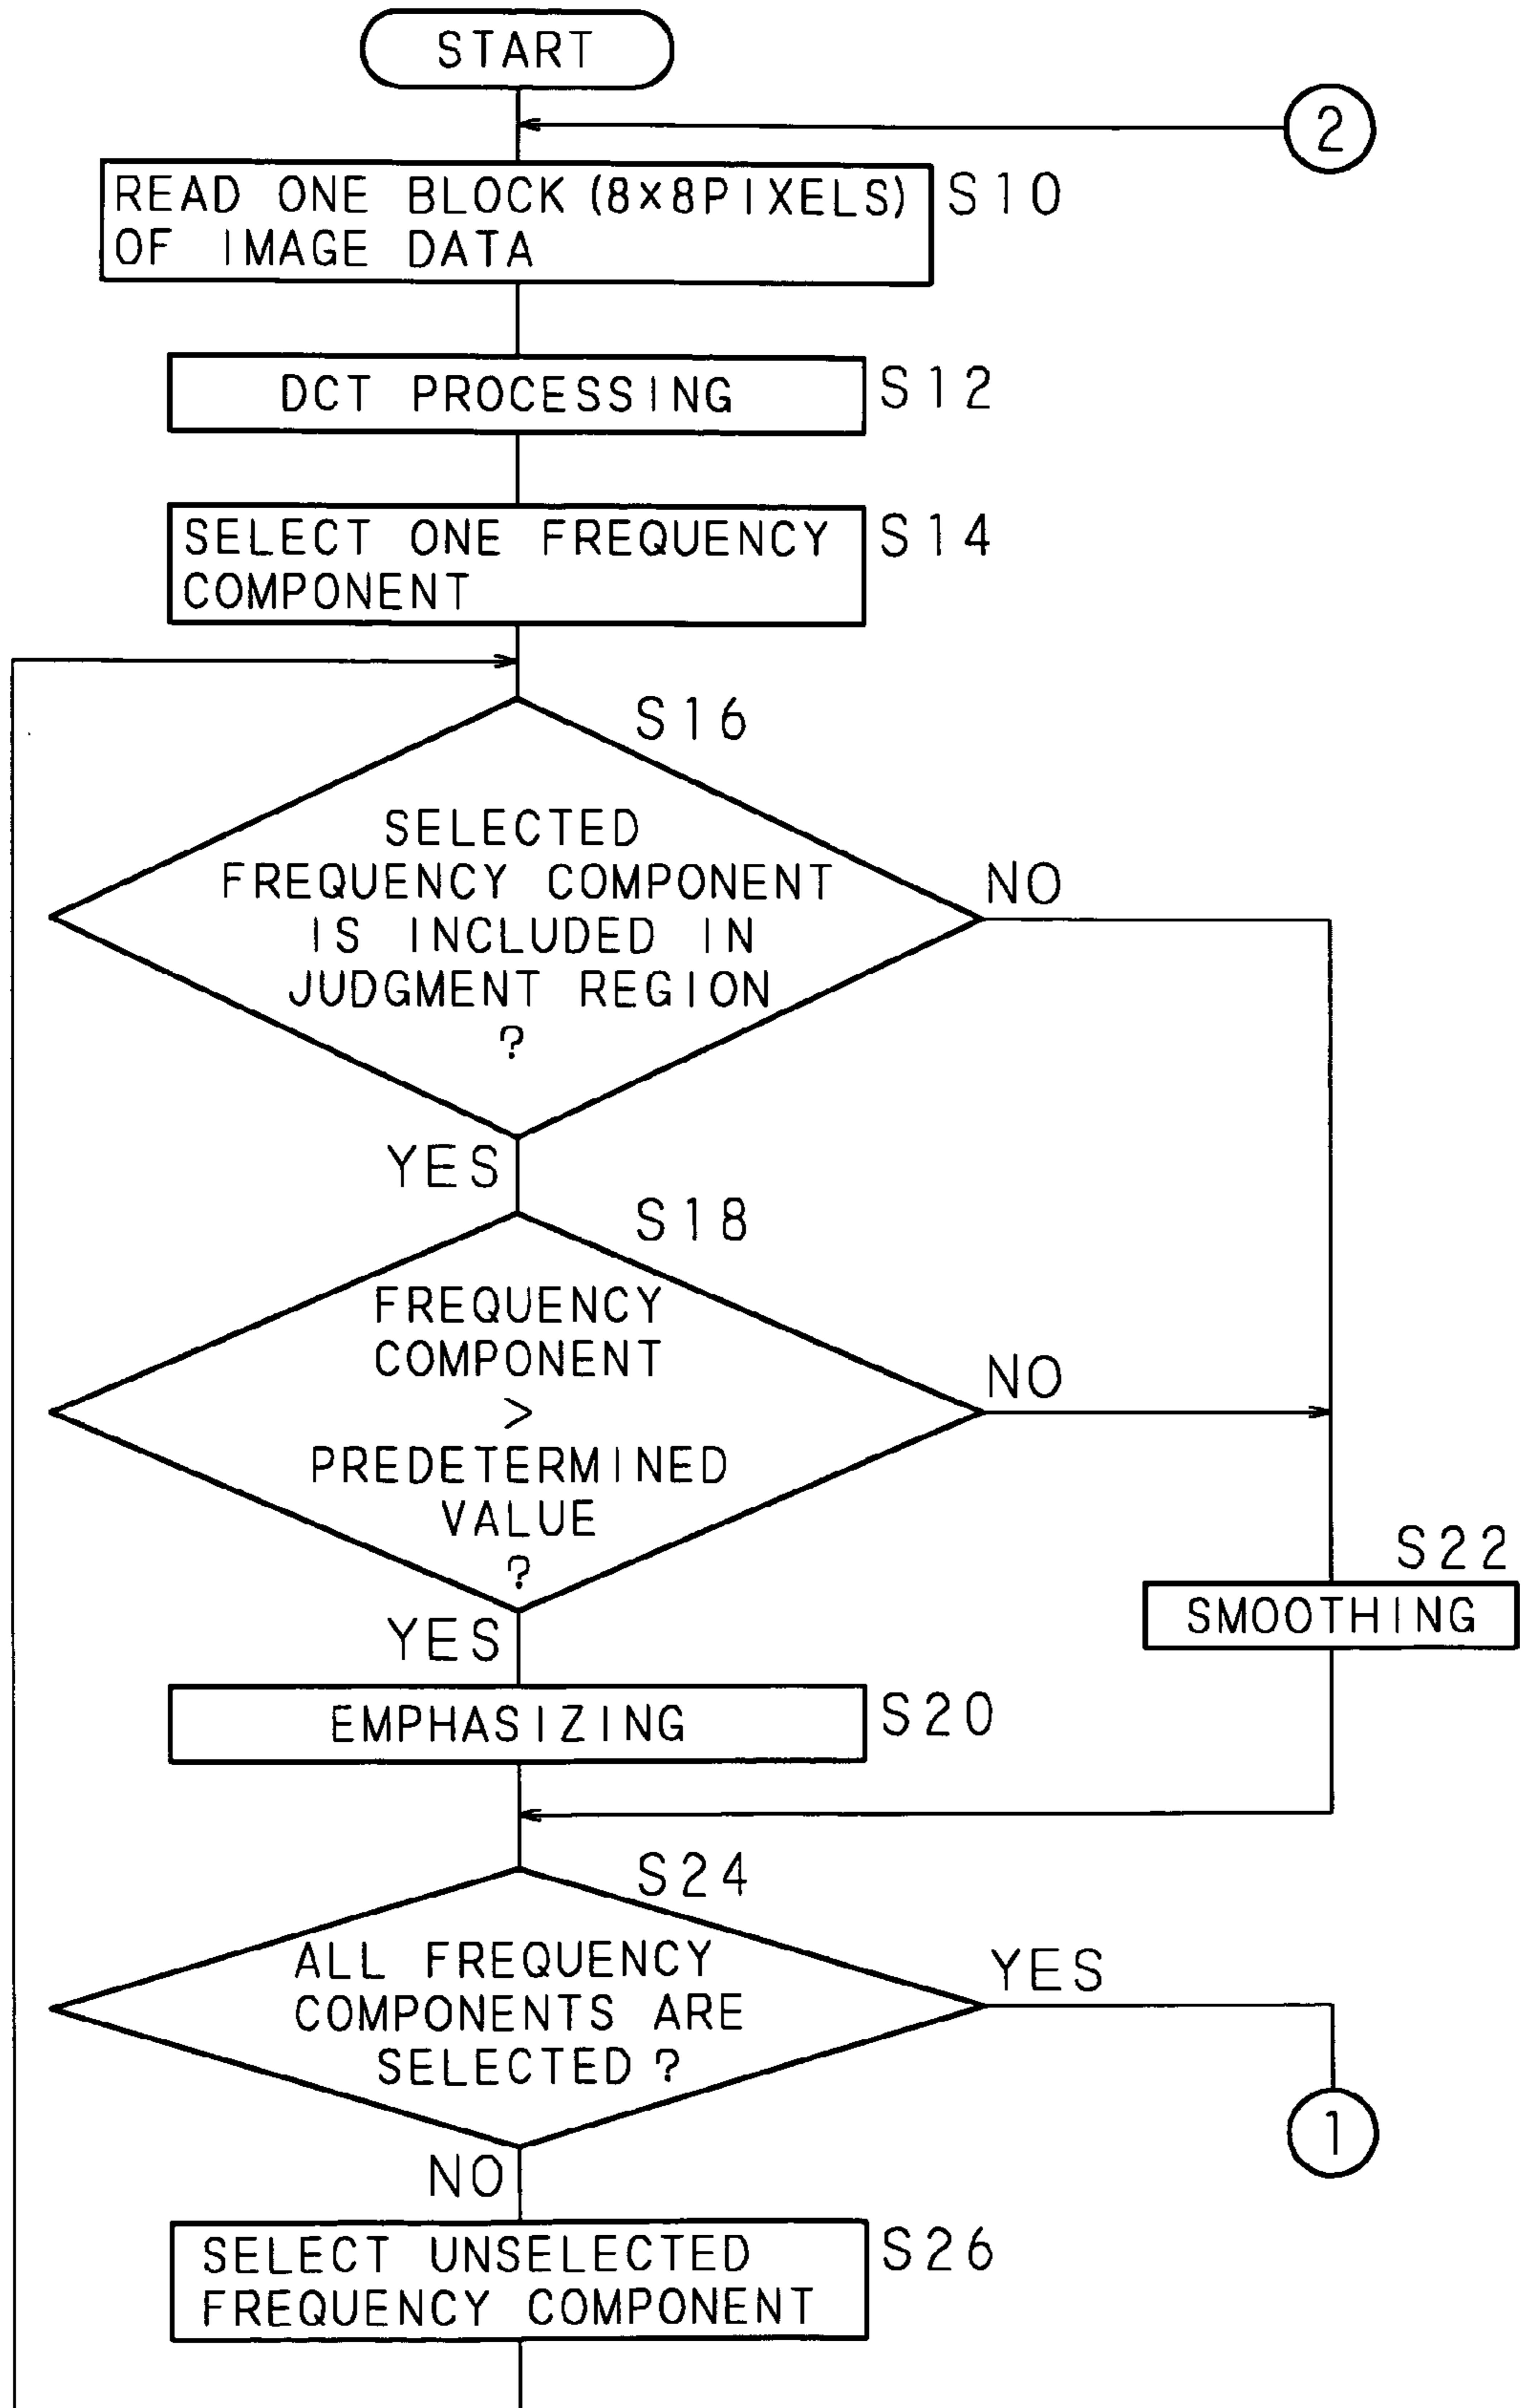 START
2
READ ONE BLOCK (8×8PIXELS)
OF IMAGE DATA
S10
DCT PROCESSING
S12
SELECT ONE FREQUENCY
COMPONENT
S14
S16
SELECTED
FREQUENCY COMPONENT
IS INCLUDED IN
JUDGMENT REGION
?
NO
YES
S18
FREQUENCY
COMPONENT
>
PREDETERMINED
VALUE
?
NO
S22
SMOOTHING
YES
EMPHASIZING
S20
S24
ALL FREQUENCY
COMPONENTS ARE
SELECTED ?
YES
1
NO
SELECT UNSELECTED
FREQUENCY COMPONENT
S26